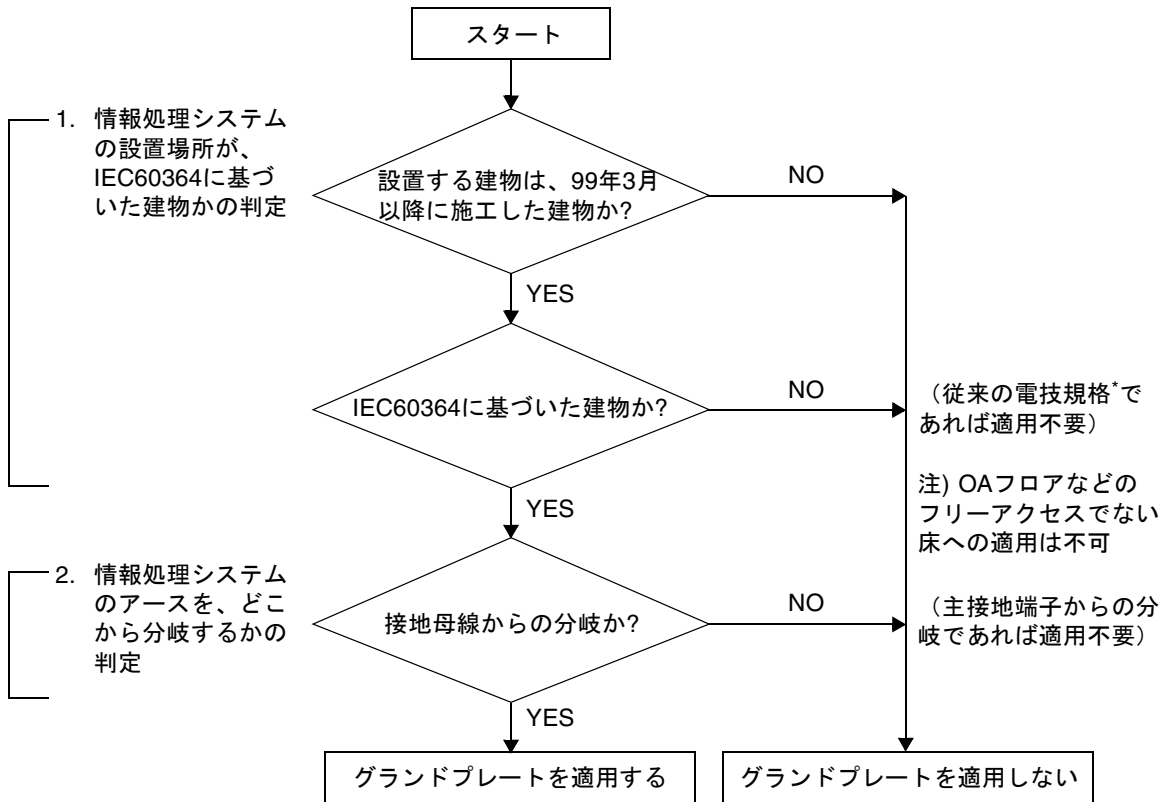 スタート
1. 情報処理システム
の設置場所が、
IEC60364に基づ
いた建物かの判定
設置する建物は、99年3月
以降に施工した建物か?
NO
YES
IEC60364に基づいた建物か?
NO
(従来の電技規格*で
あれば適用不要)
YES
注) OAフロアなどの
フリーアクセスでない
床への適用は不可
2. 情報処理システム
のアースを、どこ
から分岐するかの
判定
接地母線からの分岐か?
NO
(主接地端子からの分
岐であれば適用不要)
YES
グランドプレートを適用する
グランドプレートを適用しない